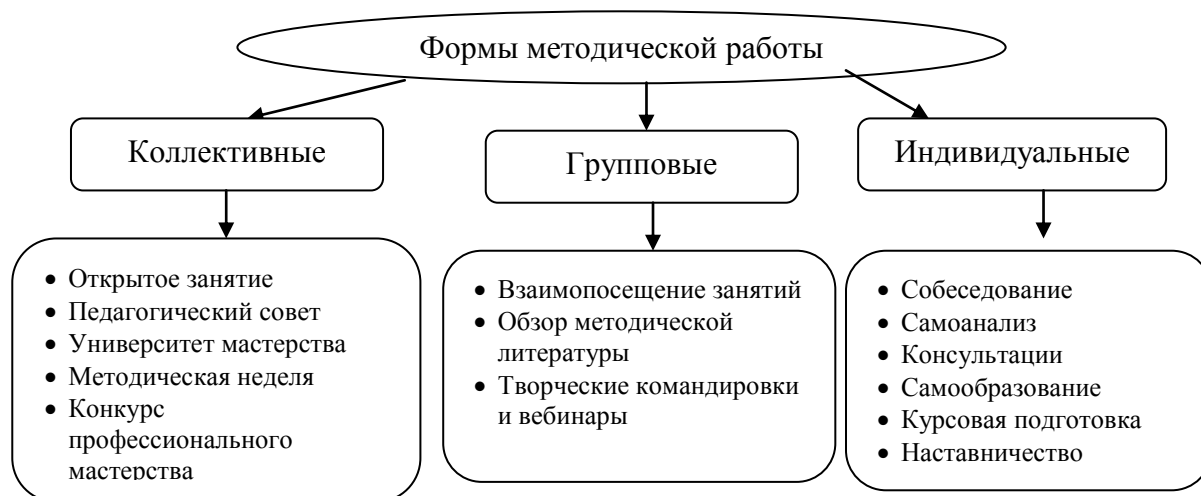 Формы методической работы
Коллективные
Групповые
Индивидуальные
• Открытое занятие
• Педагогический совет
• Университет мастерства
• Методическая неделя
• Конкурс
профессионального
мастерства
• Взаимопосещение занятий
• Обзор методической
литературы
• Творческие командировки
и вебинары
• Собеседование
• Самоанализ
• Консультации
• Самообразование
• Курсовая подготовка
• Наставничество